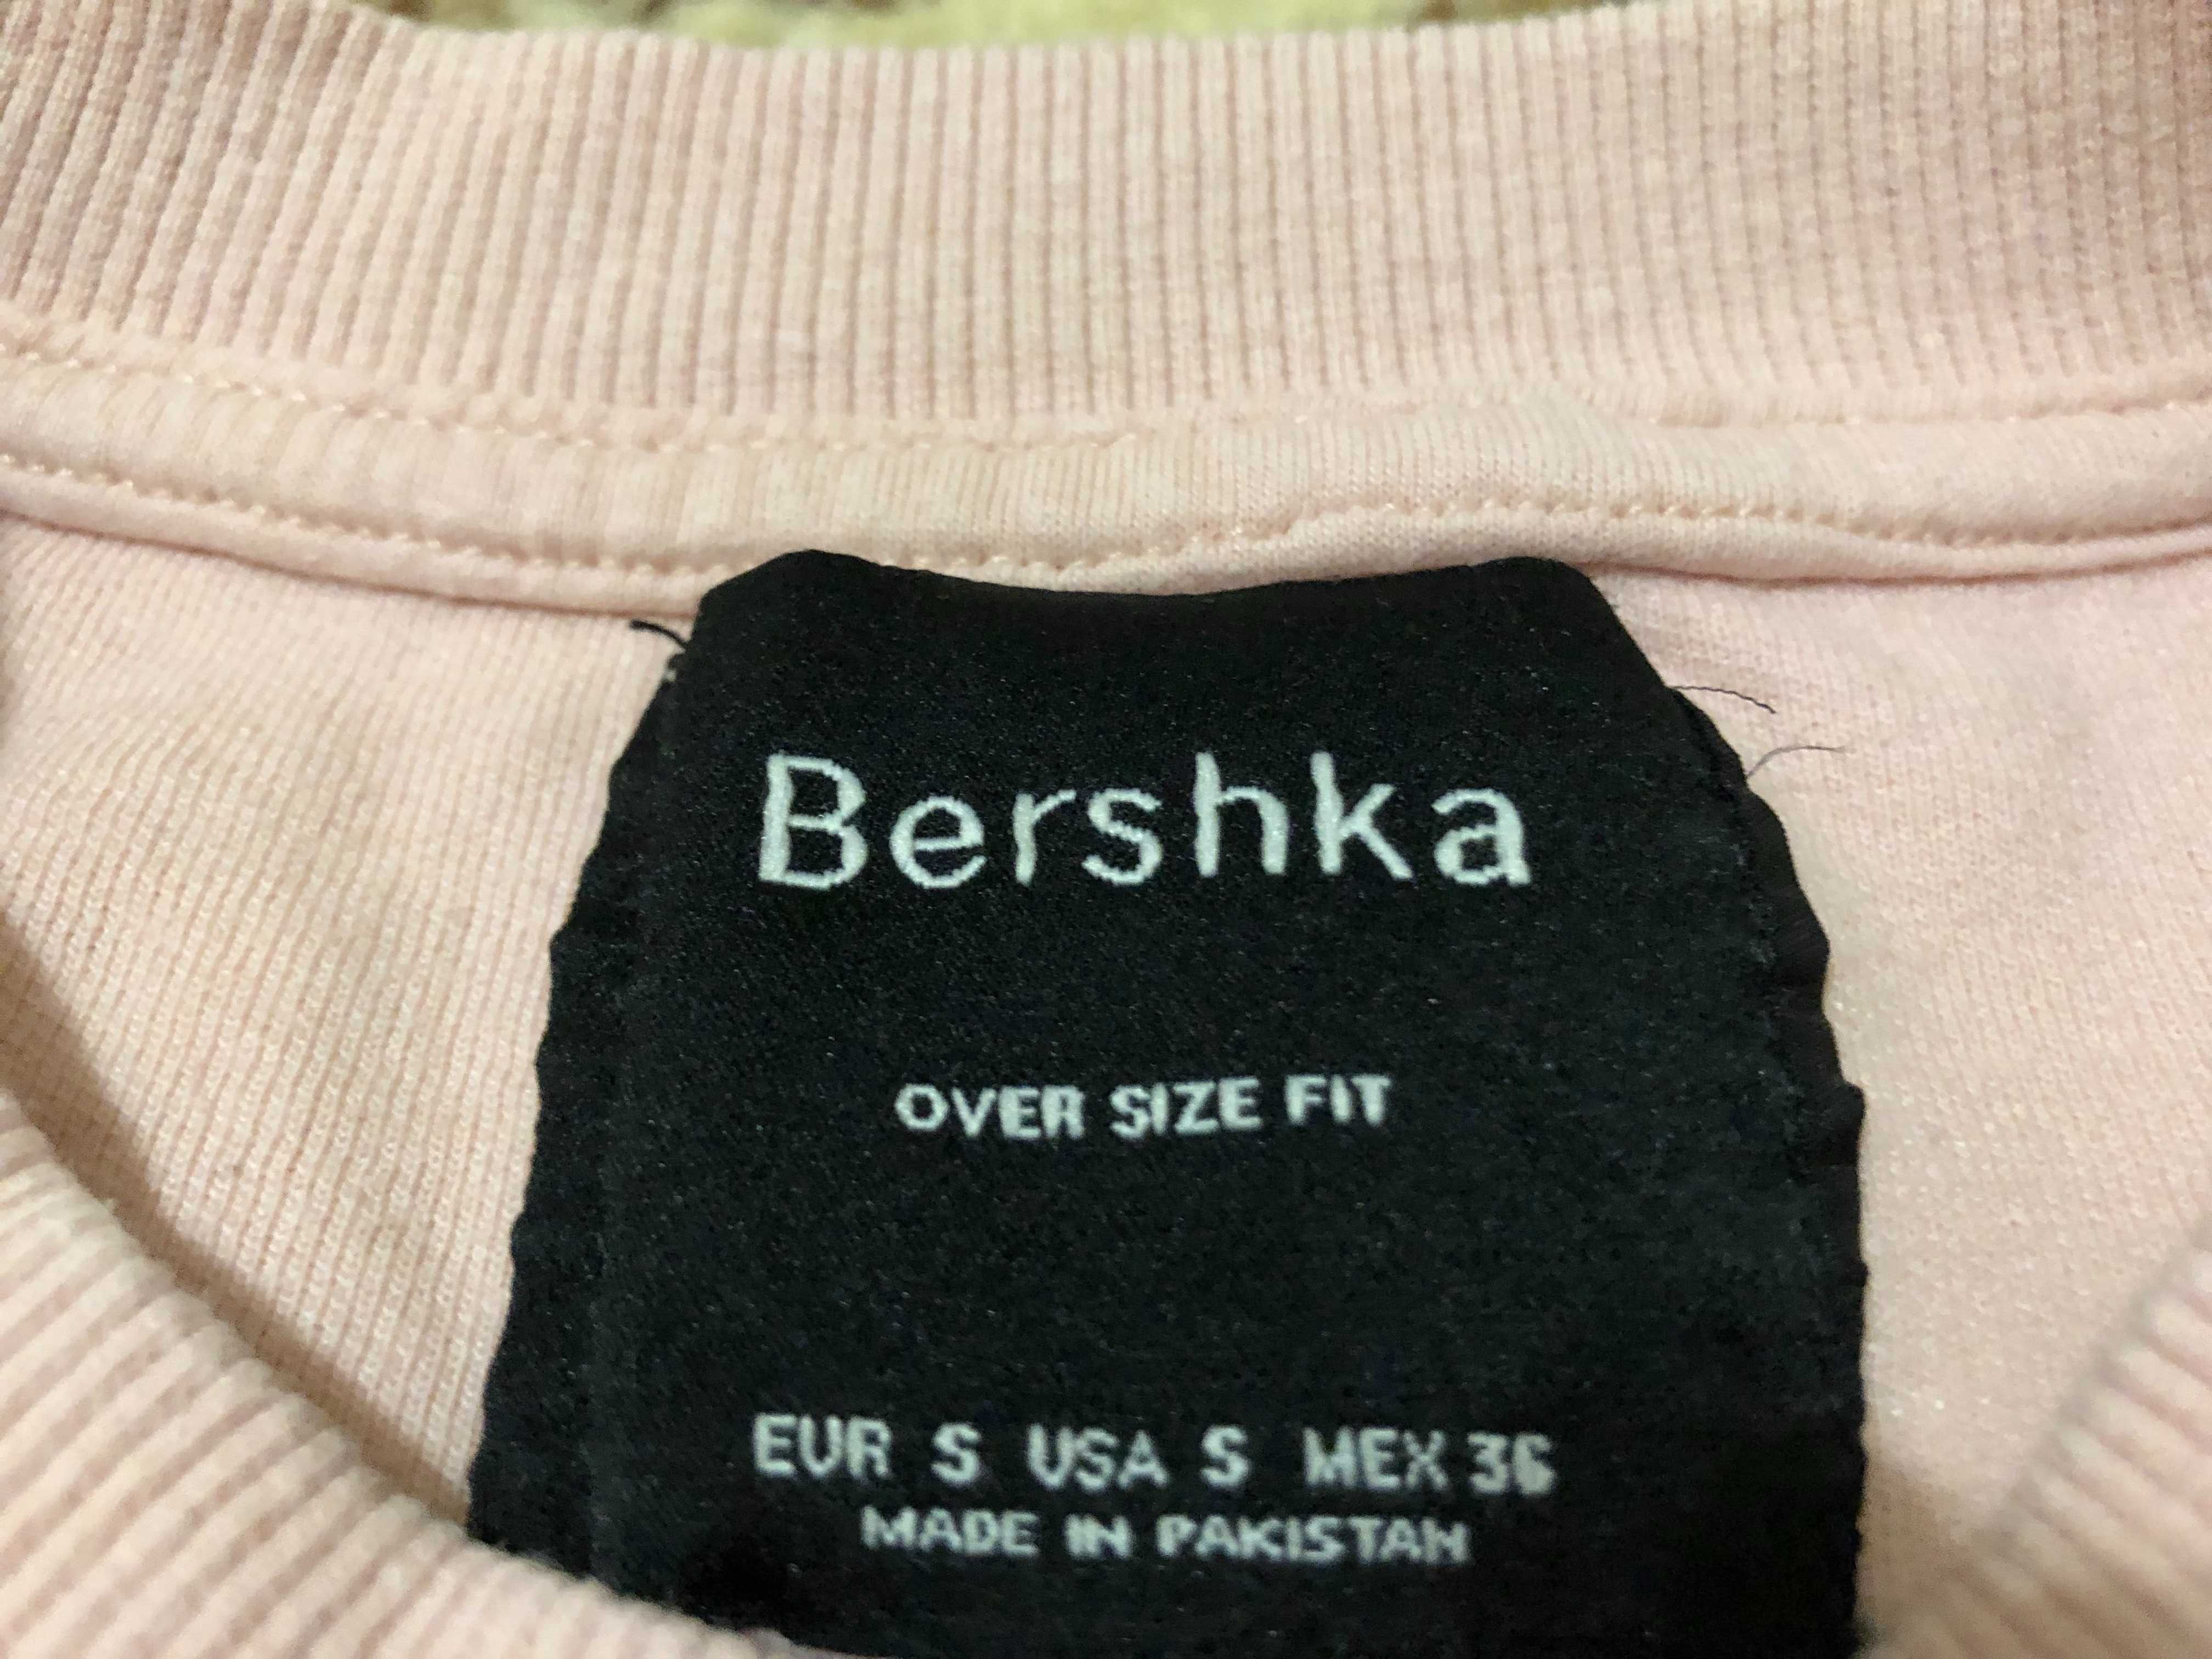 Bershka
OVER SIZE FIT
EUR S USA S MEX 36
MADE IN PAKISTAN